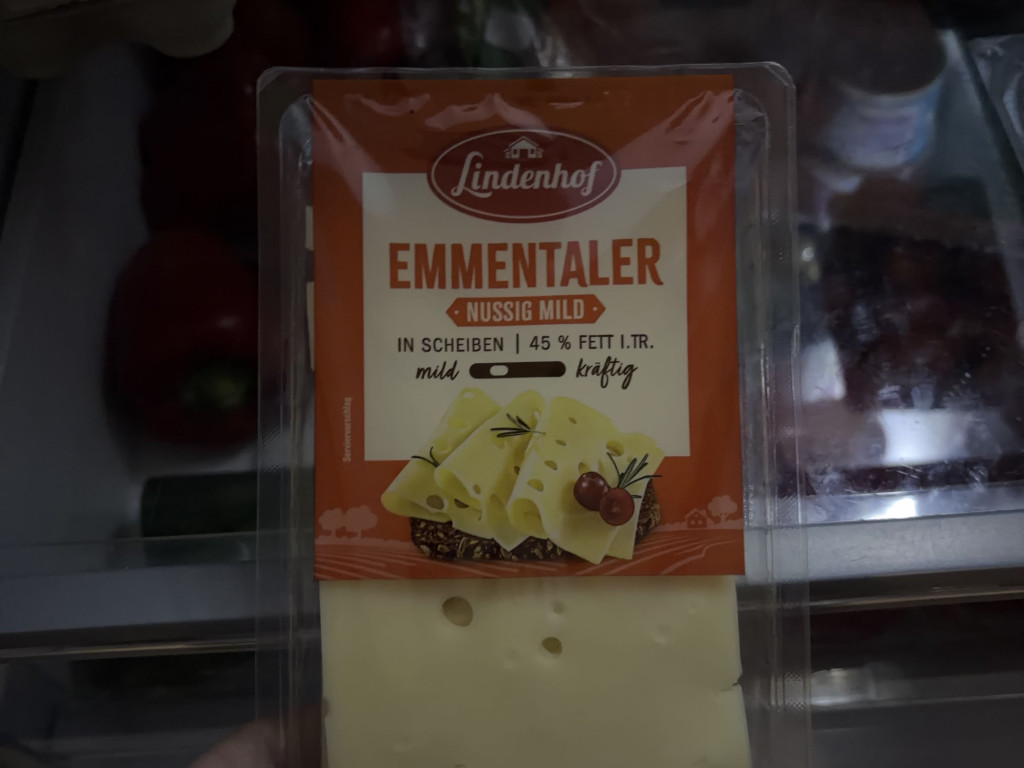 Lindenhof
EMMENTALER
· NUSSIG MILD ·
IN SCHEIBEN | 45 % FETT I.TR.
mild kräftig
Serviervorschlag